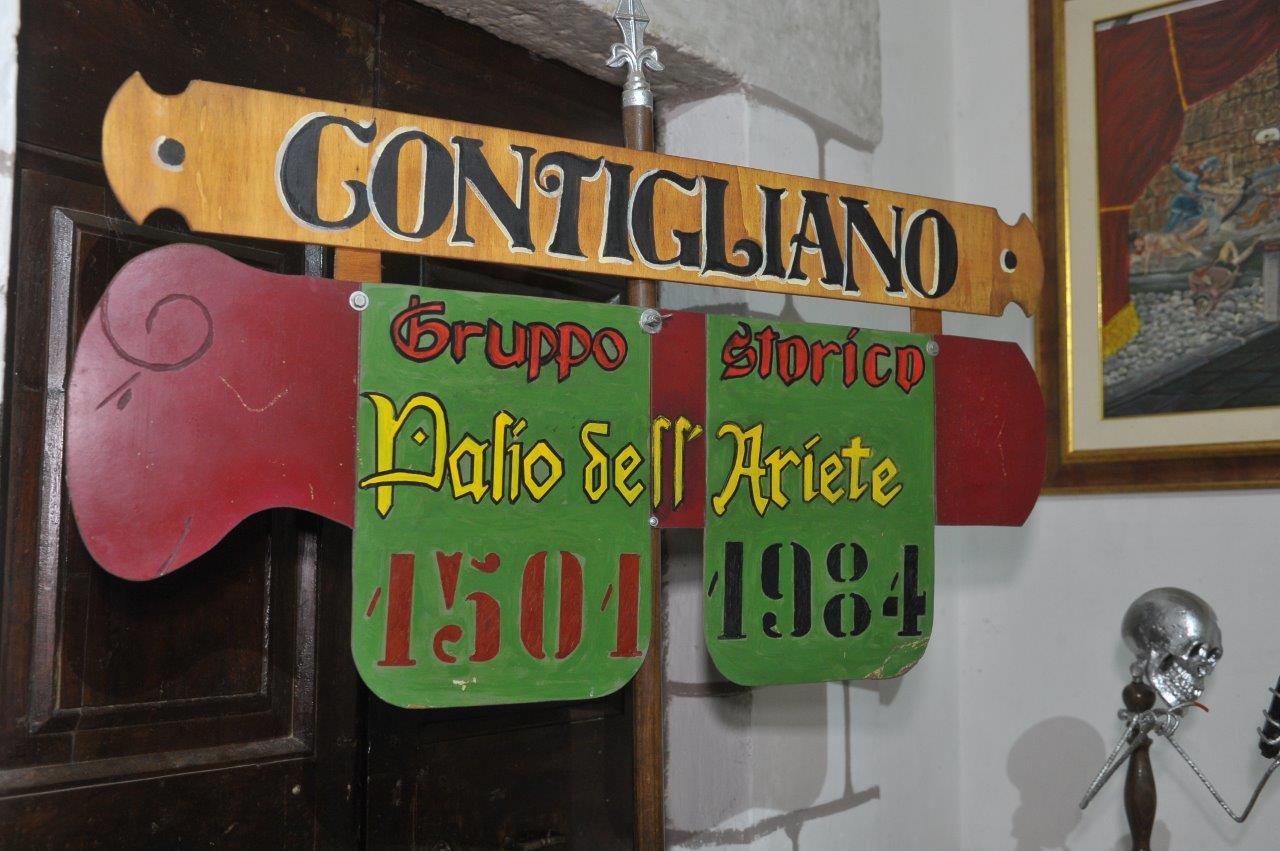 CONTIGLIANO
Gruppo Storico
Palio dell' Ariete
1501 1984